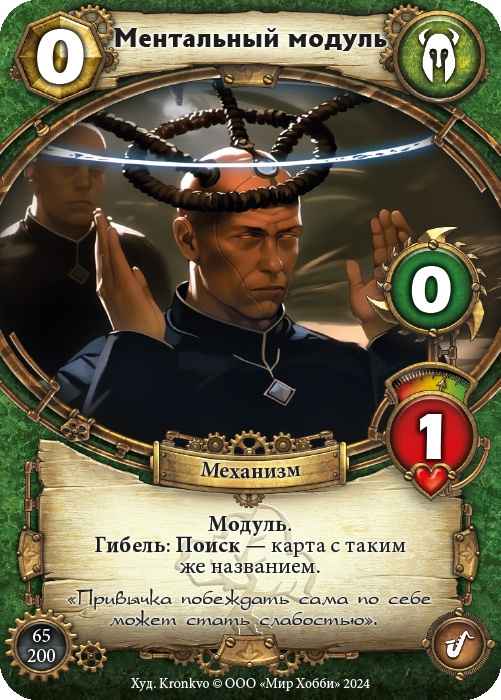 0
Ментальный модуль
0
1
Механизм
Модуль.
Гибель: Поиск — карта с таким
же названием.
«Привычка побеждать сама по себе
может стать слабостью».
65
200
Худ. Kronkvo © ООО «Мир Хобби» 2024